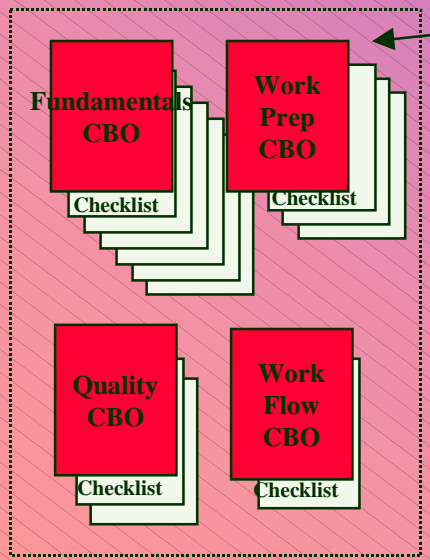 Fundamentals
CBO
Checklist
Work
Prep
CBO
Checklist
Quality
CBO
Checklist
Work
Flow
CBO
Checklist